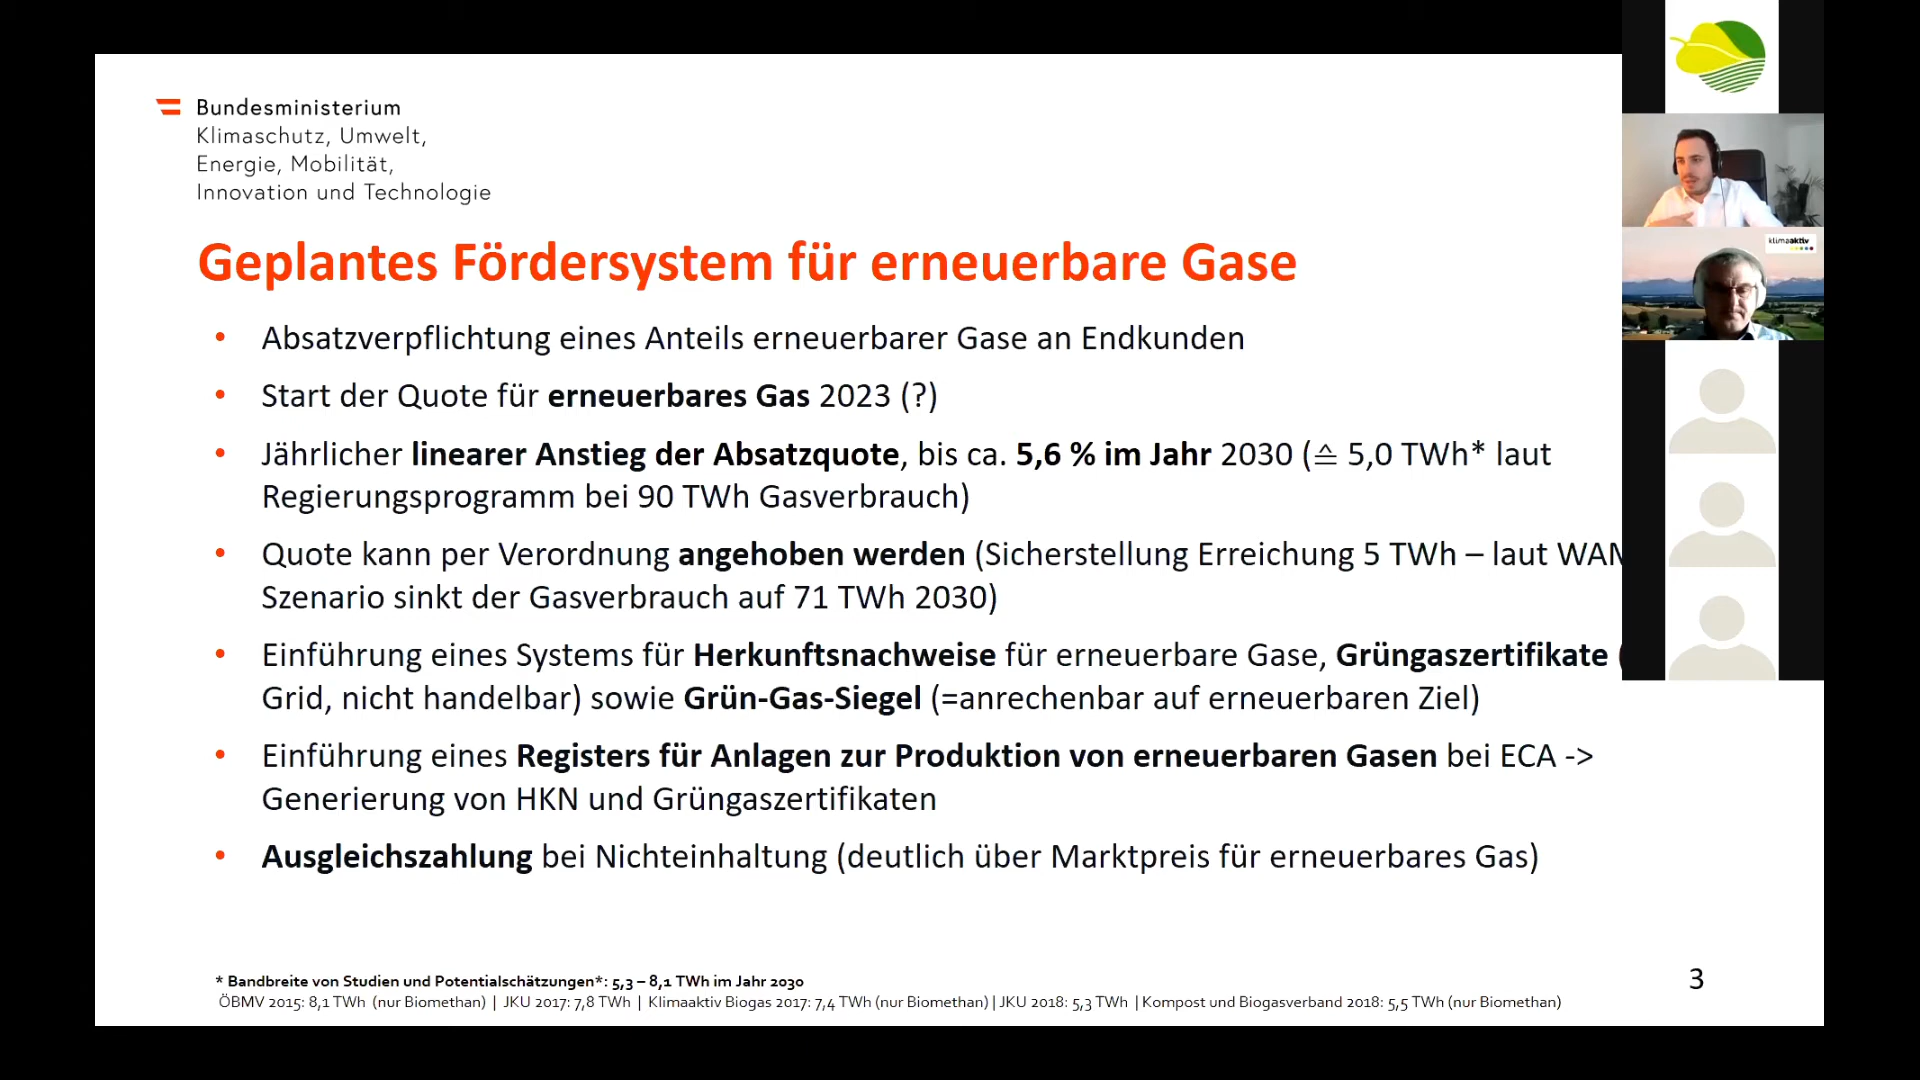 Bundesministerium
Klimaschutz, Umwelt,
Energie, Mobilität,
Innovation und Technologie
klimaaktiv
Geplantes Fördersystem für erneuerbare Gase
• Absatzverpflichtung eines Anteils erneuerbarer Gase an Endkunden
• Start der Quote für erneuerbares Gas 2023 (?)
• Jährlicher linearer Anstieg der Absatzquote, bis ca. 5,6 % im Jahr 2030 (≙ 5,0 TWh* laut
Regierungsprogramm bei 90 TWh Gasverbrauch)
• Quote kann per Verordnung angehoben werden (Sicherstellung Erreichung 5 TWh – laut
Szenario sinkt der Gasverbrauch auf 71 TWh 2030)
• Einführung eines Systems für Herkunftsnachweise für erneuerbare Gase, Grüngaszertifikate
Grid, nicht handelbar) sowie Grün-Gas-Siegel (=anrechenbar auf erneuerbaren Ziel)
• Einführung eines Registers für Anlagen zur Produktion von erneuerbaren Gasen bei ECA ->
Generierung von HKN und Grüngaszertifikaten
• Ausgleichszahlung bei Nichteinhaltung (deutlich über Marktpreis für erneuerbares Gas)
* Bandbreite von Studien und Potentialschätzungen*: 5,3 – 8,1 TWh im Jahr 2030
ÖBMV 2015: 8,1 TWh (nur Biomethan) | JKU 2017: 7,8 TWh | Klimaaktiv Biogas 2017: 7,4 TWh (nur Biomethan) | JKU 2018: 5,3 TWh | Kompost und Biogasverband 2018: 5,5 TWh (nur Biomethan)
3